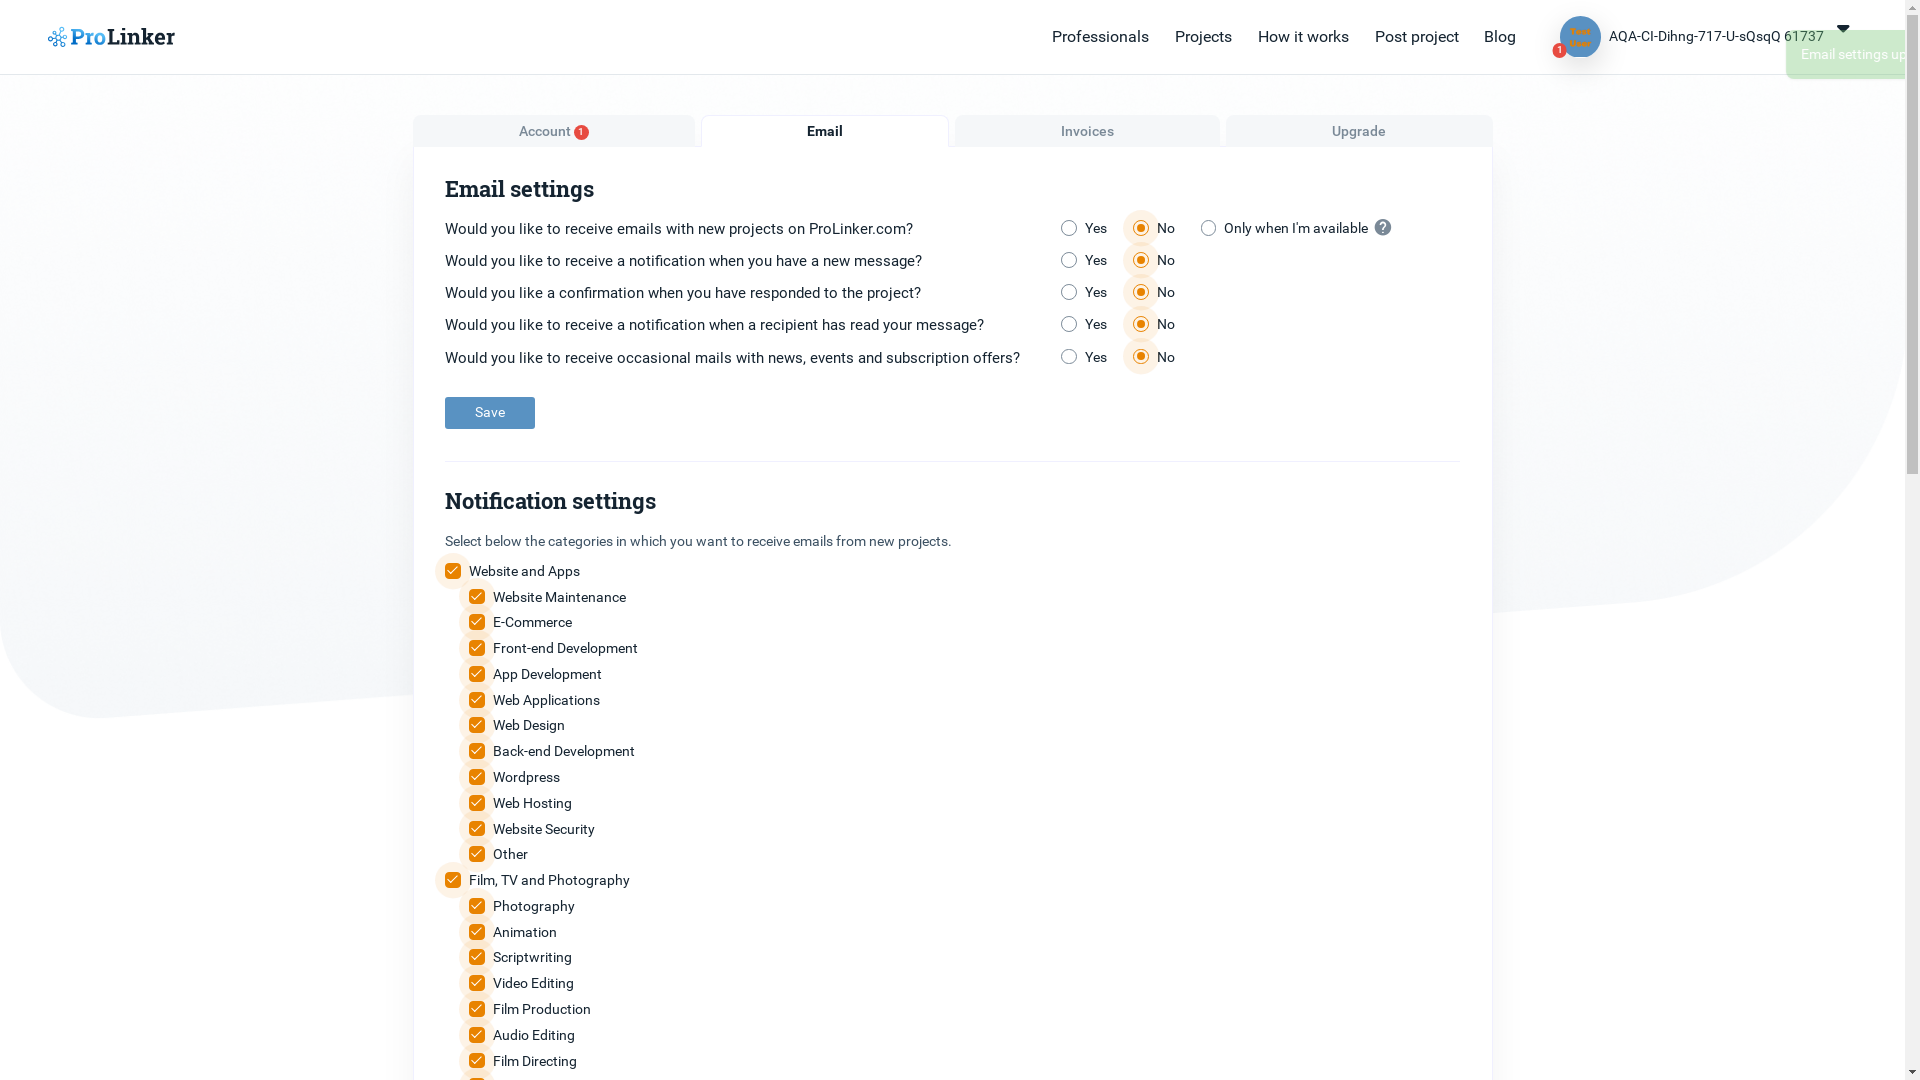 ProLinker
Professionals
Projects
How it works
Post project
Blog
Test
User
1
AQA-CI-Dihng-717-U-sQsqQ 61737
Email settings up
Account 1
Email
Invoices
Upgrade
Email settings
Would you like to receive emails with new projects on ProLinker.com?
Yes
No
Only when I'm available ?
Would you like to receive a notification when you have a new message?
Yes
No
Would you like a confirmation when you have responded to the project?
Yes
No
Would you like to receive a notification when a recipient has read your message?
Yes
No
Would you like to receive occasional mails with news, events and subscription offers?
Yes
No
Save
Notification settings
Select below the categories in which you want to receive emails from new projects.
Website and Apps
Website Maintenance
E-Commerce
Front-end Development
App Development
Web Applications
Web Design
Back-end Development
Wordpress
Web Hosting
Website Security
Other
Film, TV and Photography
Photography
Animation
Scriptwriting
Video Editing
Film Production
Audio Editing
Film Directing